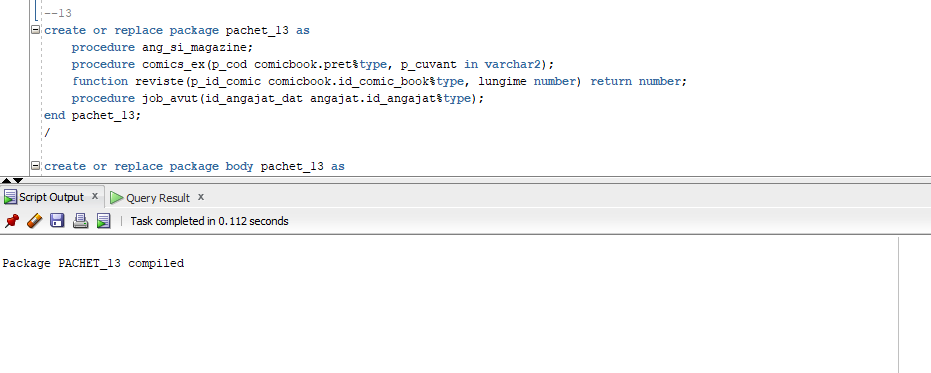 --13
create or replace package pachet_13 as
    procedure ang_si_magazine;
    procedure comics_ex(p_cod comicbook.pret%type, p_cuvant in varchar2);
    function reviste(p_id_comic comicbook.id_comic_book%type, lungime number) return number;
    procedure job_avut(id_angajat_dat angajat.id_angajat%type);
end pachet_13;
/
create or replace package body pachet_13 as
Script Output x Query Result x
Task completed in 0.112 seconds
Package PACHET_13 compiled